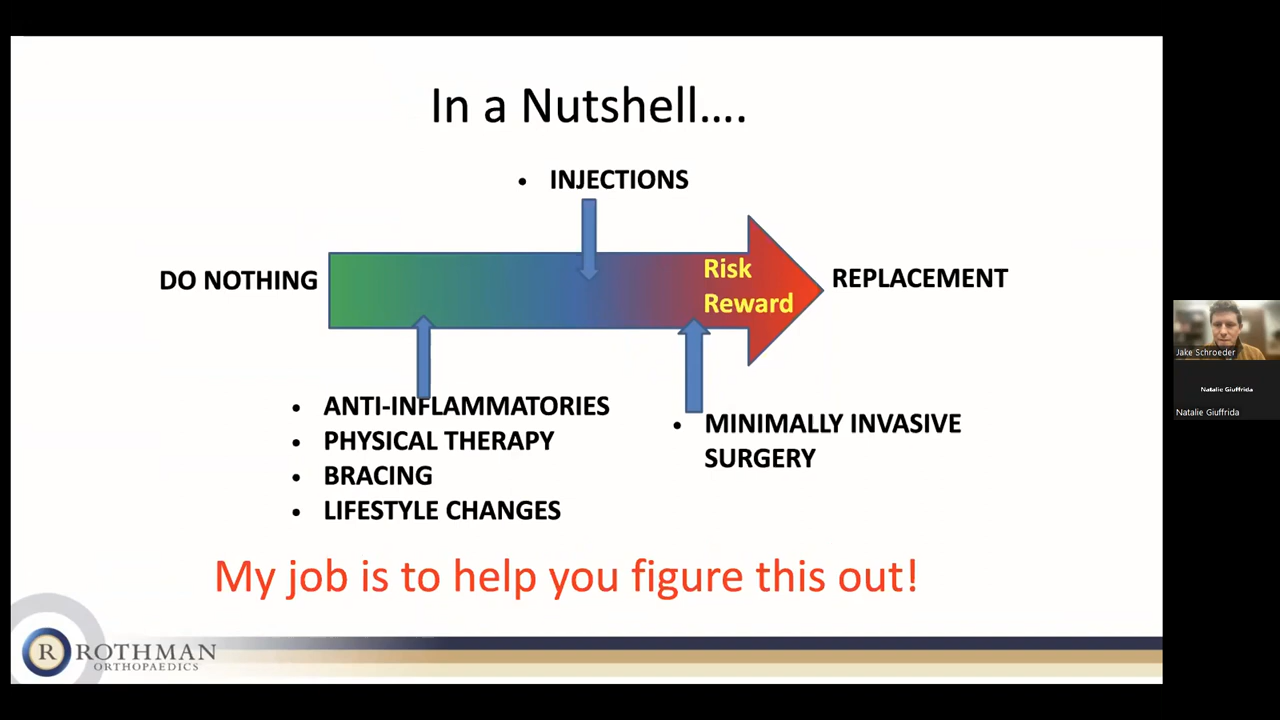 In a Nutshell....
• INJECTIONS
DO NOTHING
Risk
Reward
REPLACEMENT
• ANTI-INFLAMMATORIES
• PHYSICAL THERAPY
• BRACING
• LIFESTYLE CHANGES
• MINIMALLY INVASIVE
SURGERY
My job is to help you figure this out!
R ROTHMAN
ORTHOPAEDICS
Jake Schroeder
Natalie Giuffrida
Natalie Giuffrida